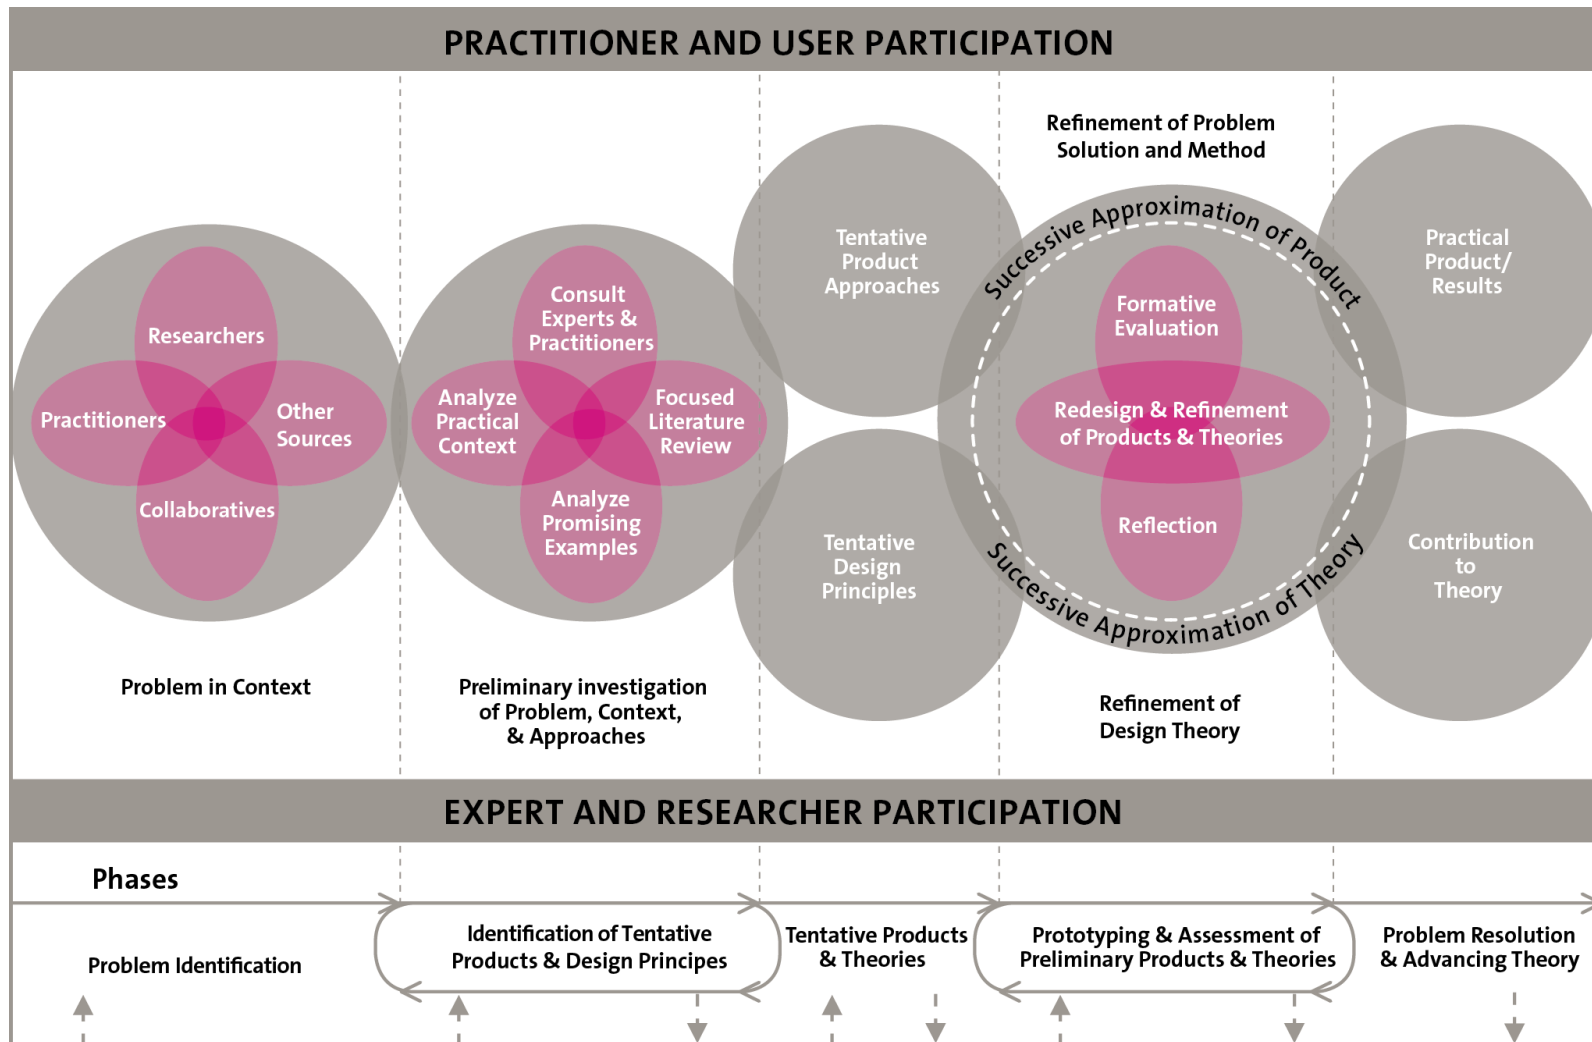 PRACTITIONER AND USER PARTICIPATION
Researchers
Practitioners
Other
Sources
Collaboratives
Problem in Context
Consult
Experts &
Practitioners
Analyze
Practical
Context
Focused
Literature
Review
Analyze
Promising
Examples
Preliminary investigation
of Problem, Context,
& Approaches
Tentative
Product
Approaches
Tentative
Design
Principles
Refinement of Problem
Solution and Method
Successive Approximation of Product
Formative
Evaluation
Redesign & Refinement
of Products & Theories
Reflection
Successive Approximation of Theory
Refinement of
Design Theory
Practical
Product/
Results
Contribution
to
Theory
EXPERT AND RESEARCHER PARTICIPATION
Phases
Problem Identification
Identification of Tentative
Products & Design Principes
Tentative Products
& Theories
Prototyping & Assessment of
Preliminary Products & Theories
Problem Resolution
& Advancing Theory